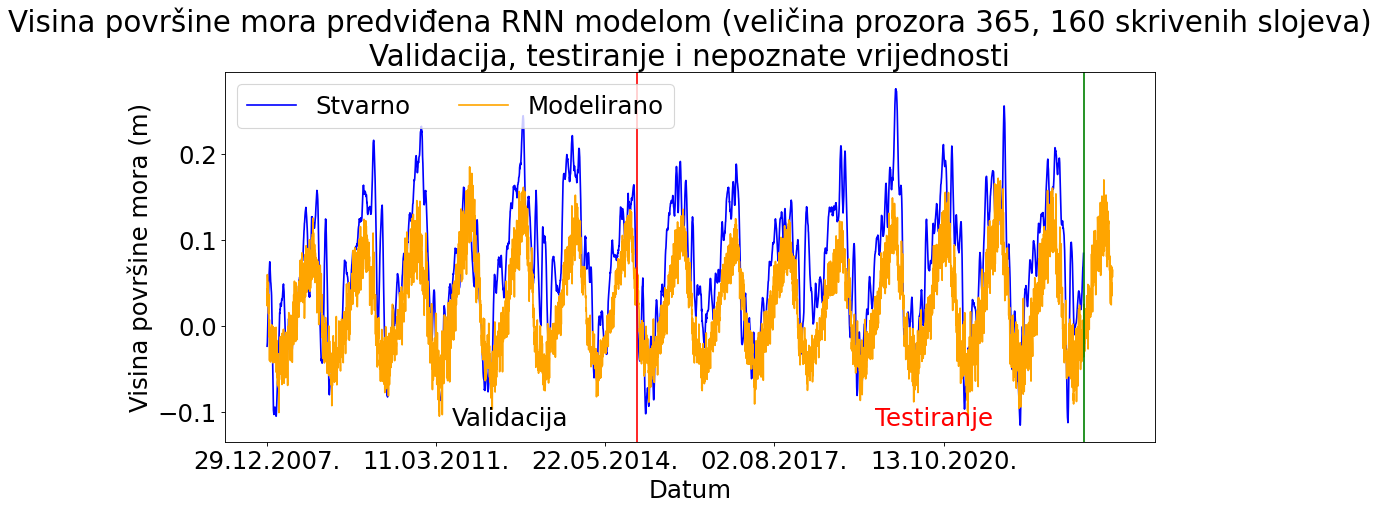 Visina površine mora predviđena RNN modelom (veličina prozora 365, 160 skrivenih slojeva)
Validacija, testiranje i nepoznate vrijednosti
Stvarno Modelirano
Visina površine mora (m)
0.2
0.1
0.0
−0.1
Validacija Testiranje
29.12.2007. 11.03.2011. 22.05.2014. 02.08.2017. 13.10.2020.
Datum